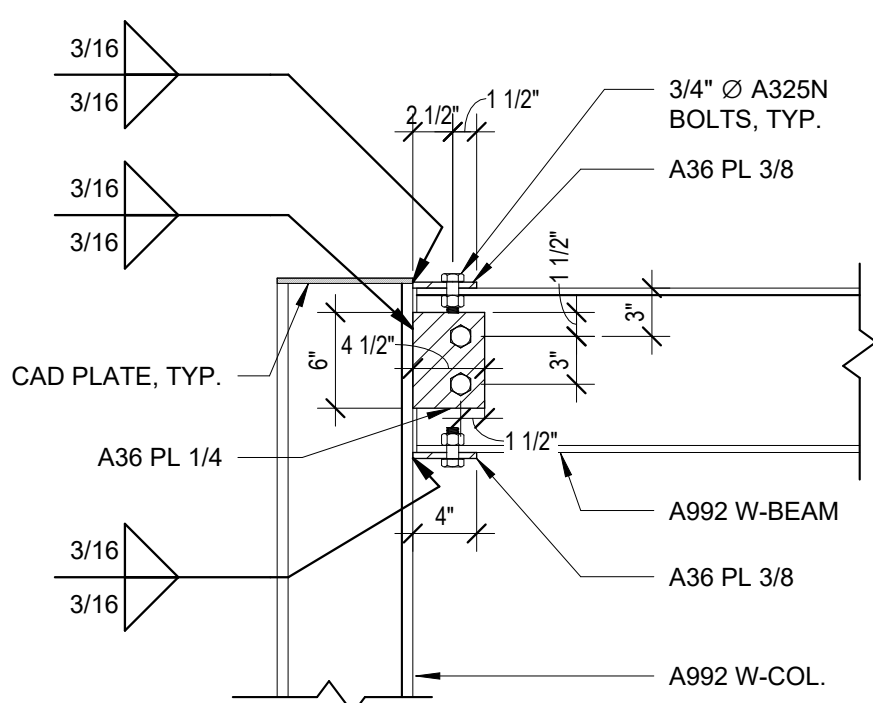 3/16
3/16
2 1/2"
1 1/2"
3/4" Ø A325N
BOLTS, TYP.
A36 PL 3/8
3/16
3/16
1 1/2"
3"
4 1/2"
6"
3"
CAD PLATE, TYP.
1 1/2"
A36 PL 1/4
A992 W-BEAM
4"
3/16
3/16
A36 PL 3/8
A992 W-COL.